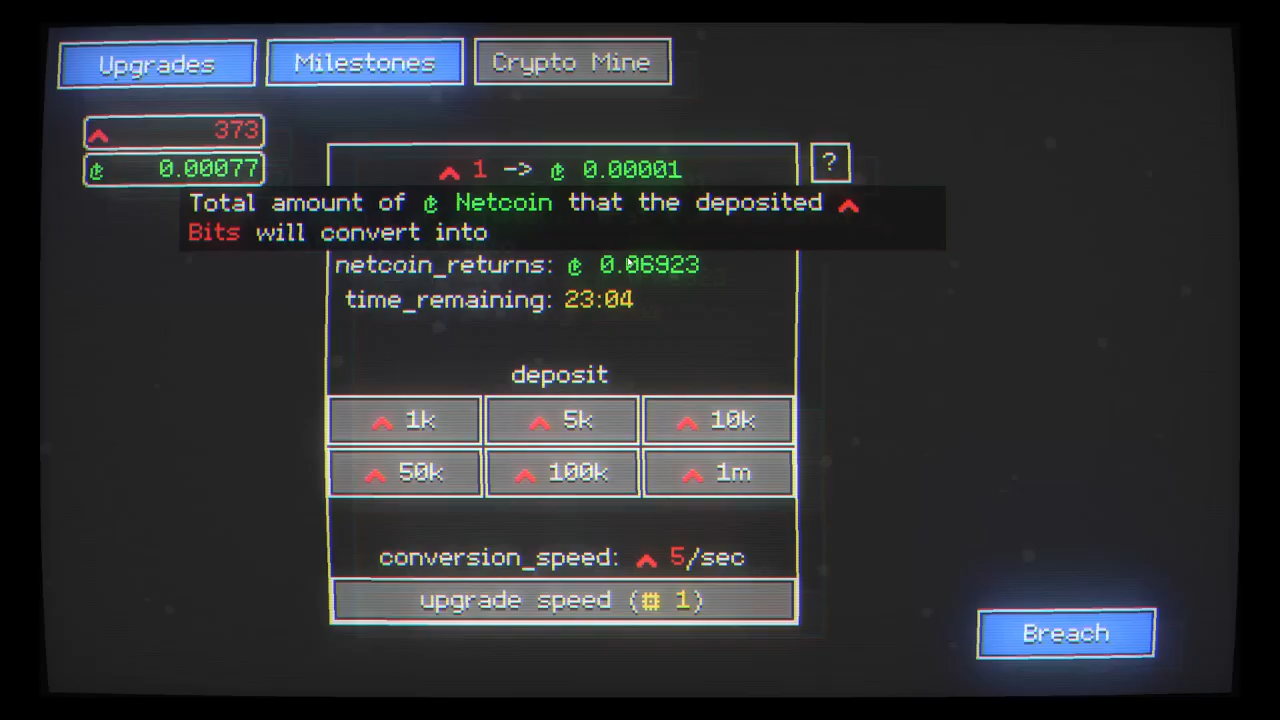 Upgrades Milestones Crypto Mine
373
0.00077
1 -> 0.00001
?
Total amount of Netcoin that the deposited
Bits will convert into
netcoin_returns: 0.06923
time_remaining: 23:04
deposit
1k 5k 10k
50k 100k 1m
conversion_speed: 5/sec
upgrade speed (1)
Breach